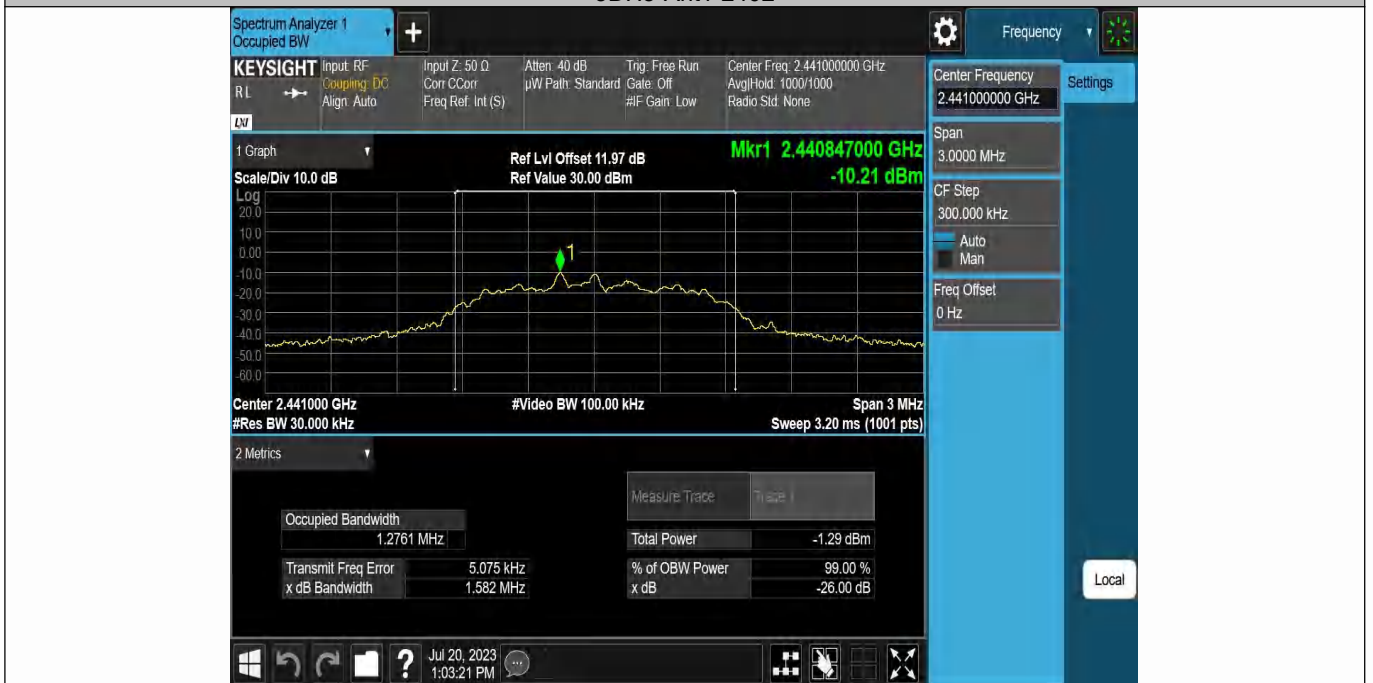 Spectrum Analyzer 1
Occupied BW
+
Frequency
KEYSIGHT
RL
LXI
Input: RF
Coupling: DC
Align: Auto
Input Z: 50 Ω
Corr CCorr
Freq Ref: Int (S)
Atten: 40 dB
µW Path: Standard
Trig: Free Run
Gate: Off
#IF Gain: Low
Center Freq: 2.441000000 GHz
Avg|Hold: 1000/1000
Radio Std: None
Center Frequency
2.441000000 GHz
Settings
Span
3.0000 MHz
CF Step
300.000 kHz
Auto
Man
Freq Offset
0 Hz
Local
1 Graph
Scale/Div 10.0 dB
Ref Lvl Offset 11.97 dB
Ref Value 30.00 dBm
Mkr1 2.440847000 GHz
-10.21 dBm
Log
20.0
10.0
0.00
-10.0
-20.0
-30.0
-40.0
-50.0
-60.0
1
Center 2.441000 GHz
#Res BW 30.000 kHz
#Video BW 100.00 kHz
Span 3 MHz
Sweep 3.20 ms (1001 pts)
2 Metrics
Measure Trace
Trace 1
Occupied Bandwidth
1.2761 MHz
Total Power -1.29 dBm
Transmit Freq Error 5.075 kHz
% of OBW Power 99.00 %
x dB Bandwidth 1.582 MHz
x dB -26.00 dB
?
Jul 20, 2023
1:03:21 PM